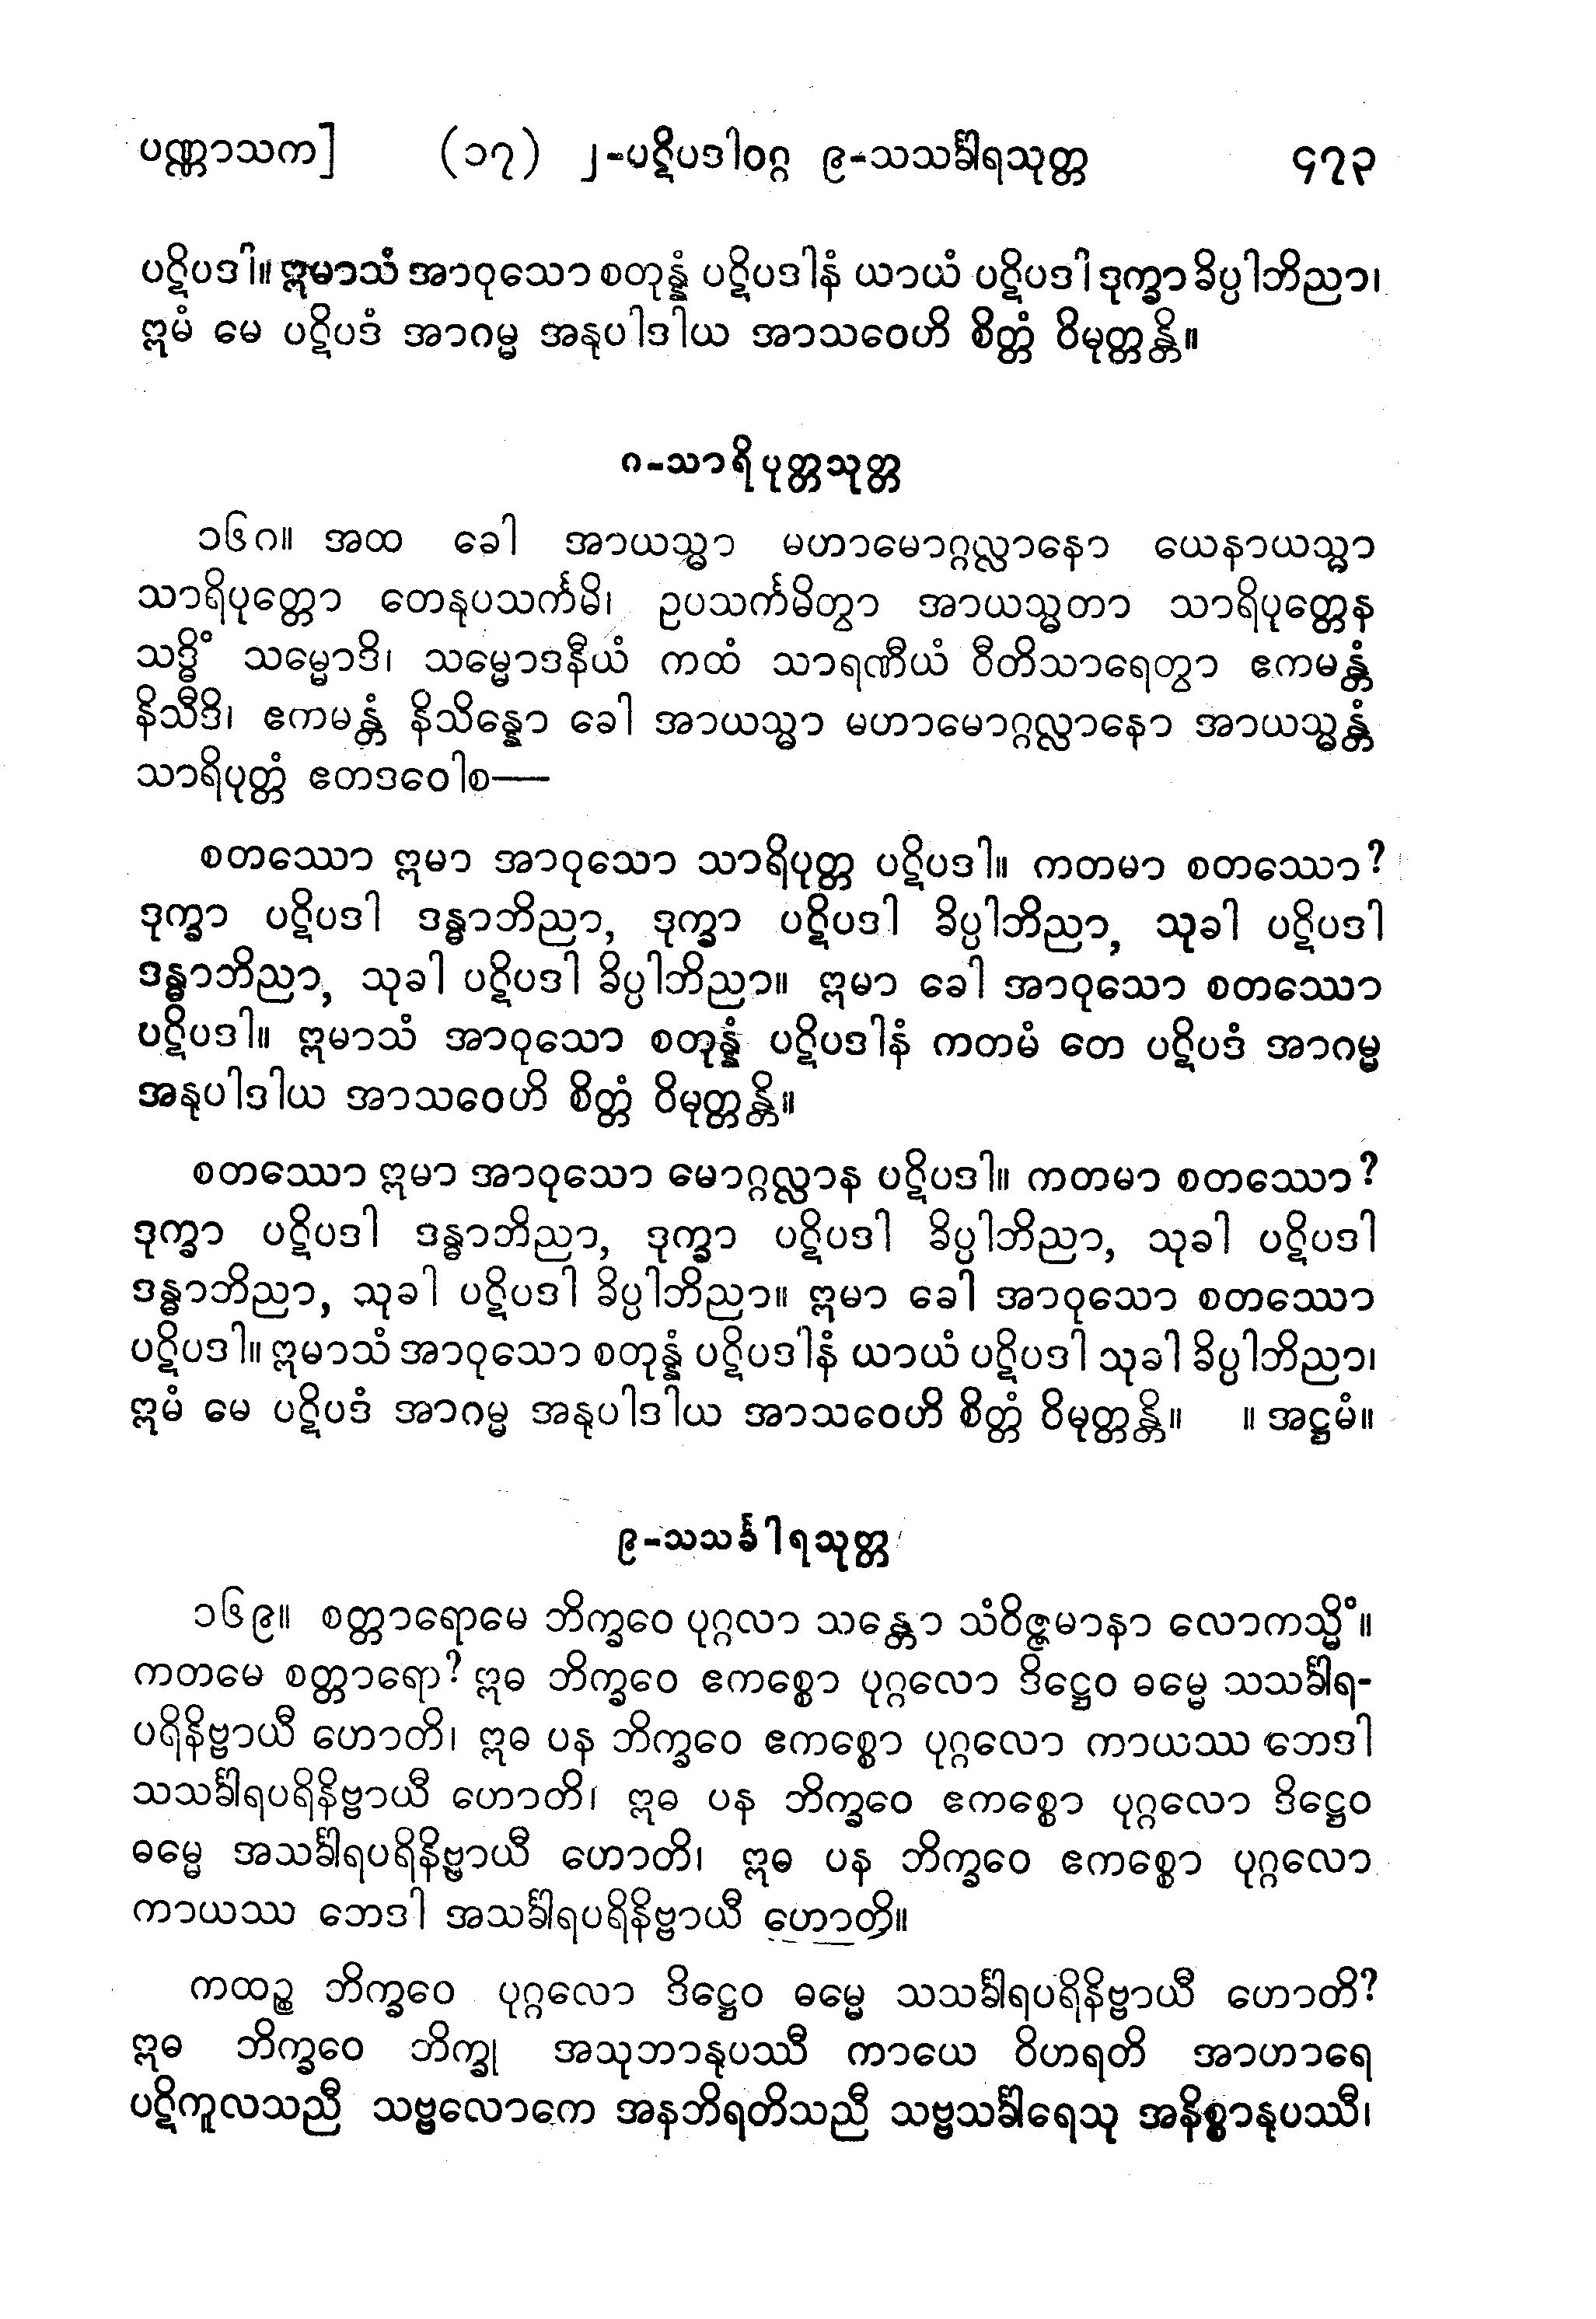 ပဏ္ဏာသက]	(၁၇) ၂-ပဋိပဒါဝဂ္ဂ ၉-သသင်္ခါရသုတ္တ	၄၇၃
ပဋိပဒါ။ ဣမာသံ အာဝုသော စတုန္နံ ပဋိပဒါနံ ယာယံ ပဋိပဒါ ဒုက္ခာ ခိပ္ပါဘိညာ၊
ဣမံ မေ ပဋိပဒံ အာဂမ္မ အနုပါဒါယ အာသဝေဟိ စိတ္တံ ဝိမုတ္တန္တိ။
၈-သာရိပုတ္တသုတ္တ
၁၆၈။ အထ ခေါ အာယသ္မာ မဟာမောဂ္ဂလ္လာနော ယေနာယသ္မာ
သာရိပုတ္တော တေနုပသင်္ကမိ၊ ဥပသင်္ကမိတွာ အာယသ္မတာ သာရိပုတ္တေန
သဒ္ဓိံ သမ္မောဒိ၊ သမ္မောဒနီယံ ကထံ သာရဏီယံ ဝီတိသာရေတွာ ဧကမန္တံ
နိသီဒိ၊ ဧကမန္တံ နိသိန္နော ခေါ အာယသ္မာ မဟာမောဂ္ဂလ္လာနော အာယသ္မန္တံ
သာရိပုတ္တံ ဧတဒဝေါစ—
စတဿော ဣမာ အာဝုသော သာရိပုတ္တ ပဋိပဒါ။ ကတမာ စတဿော?
ဒုက္ခာ ပဋိပဒါ ဒန္ဓာဘိညာ, ဒုက္ခာ ပဋိပဒါ ခိပ္ပါဘိညာ, သုခါ ပဋိပဒါ
ဒန္ဓာဘိညာ, သုခါ ပဋိပဒါ ခိပ္ပါဘိညာ။ ဣမာ ခေါ အာဝုသော စတဿော
ပဋိပဒါ။ ဣမာသံ အာဝုသော စတုန္နံ ပဋိပဒါနံ ကတမံ တေ ပဋိပဒံ အာဂမ္မ
အနုပါဒါယ အာသဝေဟိ စိတ္တံ ဝိမုတ္တန္တိ။
စတဿော ဣမာ အာဝုသော မောဂ္ဂလ္လာန ပဋိပဒါ။ ကတမာ စတဿော?
ဒုက္ခာ ပဋိပဒါ ဒန္ဓာဘိညာ, ဒုက္ခာ ပဋိပဒါ ခိပ္ပါဘိညာ, သုခါ ပဋိပဒါ
ဒန္ဓာဘိညာ, သုခါ ပဋိပဒါ ခိပ္ပါဘိညာ။ ဣမာ ခေါ အာဝုသော စတဿော
ပဋိပဒါ။ ဣမာသံ အာဝုသော စတုန္နံ ပဋိပဒါနံ ယာယံ ပဋိပဒါ သုခါ ခိပ္ပါဘိညာ၊
ဣမံ မေ ပဋိပဒံ အာဂမ္မ အနုပါဒါယ အာသဝေဟိ စိတ္တံ ဝိမုတ္တန္တိ။ ။ အဋ္ဌမံ။
၉-သသင်္ခါရသုတ္တ
၁၆၉။ စတ္တာရောမေ ဘိက္ခဝေ ပုဂ္ဂလာ သန္တော သံဝိဇ္ဇမာနာ လောကသ္မိံ။
ကတမေ စတ္တာရော? ဣဓ ဘိက္ခဝေ ဧကစ္စော ပုဂ္ဂလော ဒိဋ္ဌေဝ ဓမ္မေ သသင်္ခါရ-
ပရိနိဗ္ဗာယီ ဟောတိ၊ ဣဓ ပန ဘိက္ခဝေ ဧကစ္စော ပုဂ္ဂလော ကာယဿ ဘေဒါ
သသင်္ခါရပရိနိဗ္ဗာယီ ဟောတိ၊ ဣဓ ပန ဘိက္ခဝေ ဧကစ္စော ပုဂ္ဂလော ဒိဋ္ဌေဝ
ဓမ္မေ အသင်္ခါရပရိနိဗ္ဗာယီ ဟောတိ၊ ဣဓ ပန ဘိက္ခဝေ ဧကစ္စော ပုဂ္ဂလော
ကာယဿ ဘေဒါ အသင်္ခါရပရိနိဗ္ဗာယီ ဟောတိ။
ကထဉ္စ ဘိက္ခဝေ ပုဂ္ဂလော ဒိဋ္ဌေဝ ဓမ္မေ သသင်္ခါရပရိနိဗ္ဗာယီ ဟောတိ?
ဣဓ ဘိက္ခဝေ ဘိက္ခု အသုဘာနုပဿီ ကာယေ ဝိဟရတိ အာဟာရေ
ပဋိကူလသညီ သဗ္ဗလောကေ အနဘိရတိသညီ သဗ္ဗသင်္ခါရေသု အနိစ္စာနုပဿီ၊